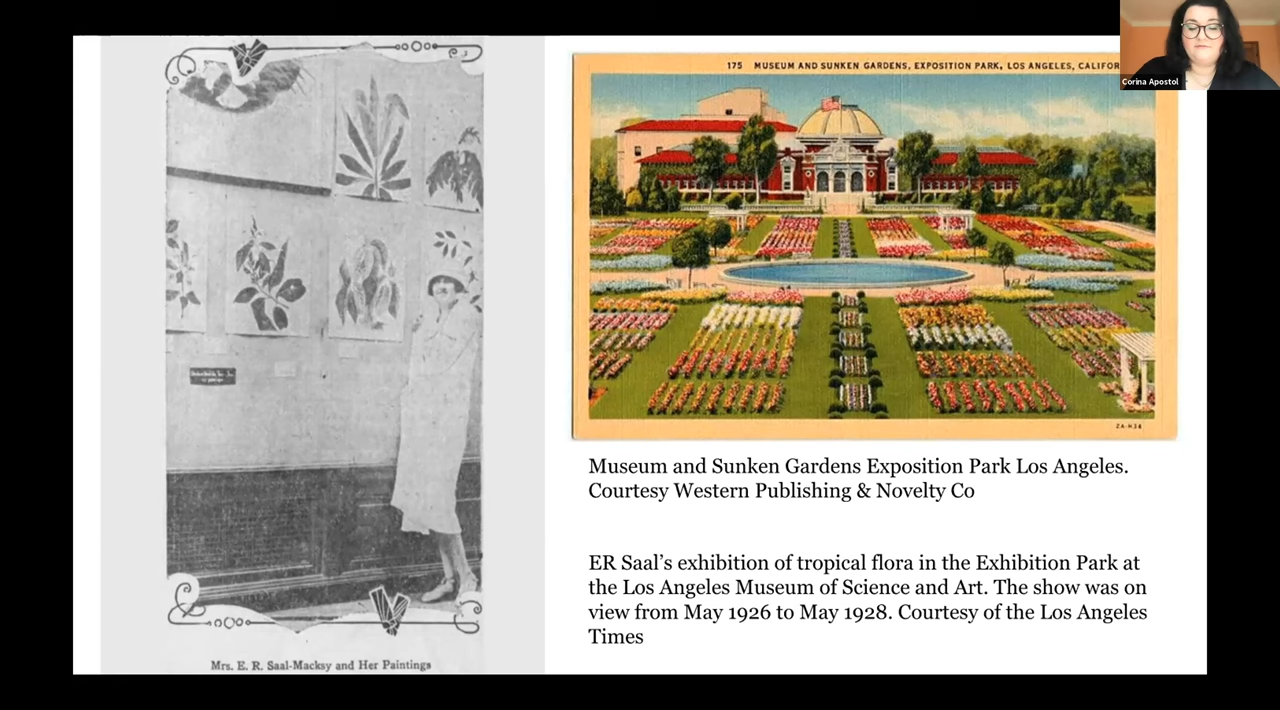 175 MUSEUM AND SUNKEN GARDENS, EXPOSITION PARK, LOS ANGELES, CALIFOR
Corina Apostol
2A-H34
Museum and Sunken Gardens Exposition Park Los Angeles.
Courtesy Western Publishing & Novelty Co
ER Saal’s exhibition of tropical flora in the Exhibition Park at
the Los Angeles Museum of Science and Art. The show was on
view from May 1926 to May 1928. Courtesy of the Los Angeles
Times
Mrs. E. R. Saal-Macksy and Her Paintings